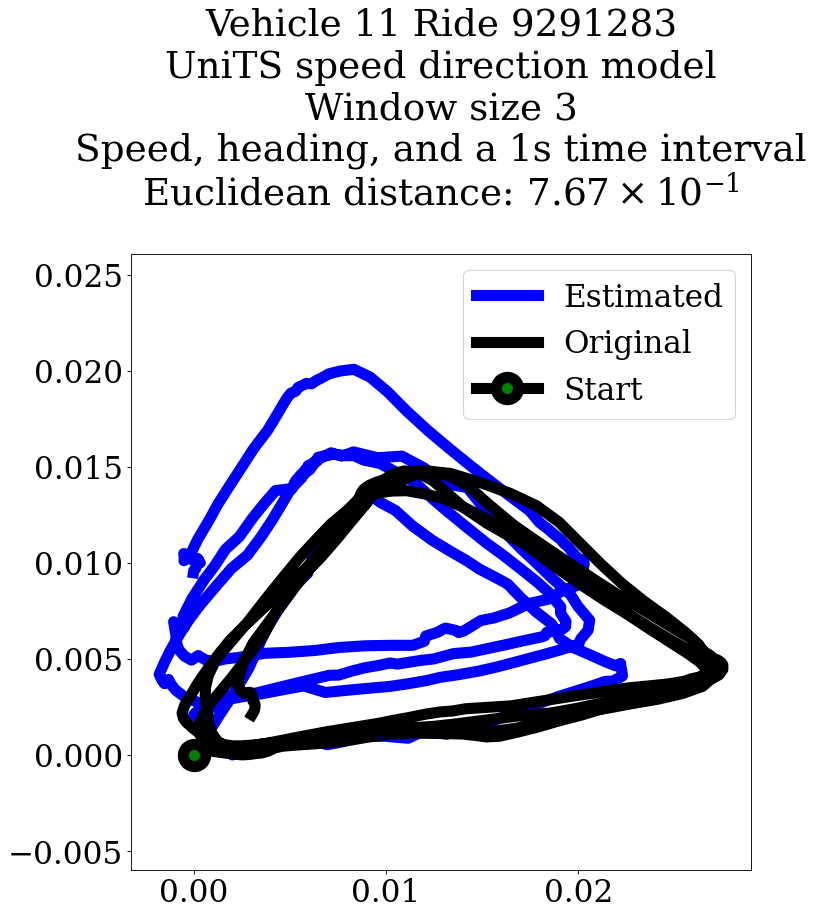 Vehicle 11 Ride 9291283
UniTS speed direction model
Window size 3
Speed, heading, and a 1s time interval
Euclidean distance: 7.67 × 10⁻¹
Estimated
Original
Start
0.025
0.020
0.015
0.010
0.005
0.000
−0.005
0.00 0.01 0.02